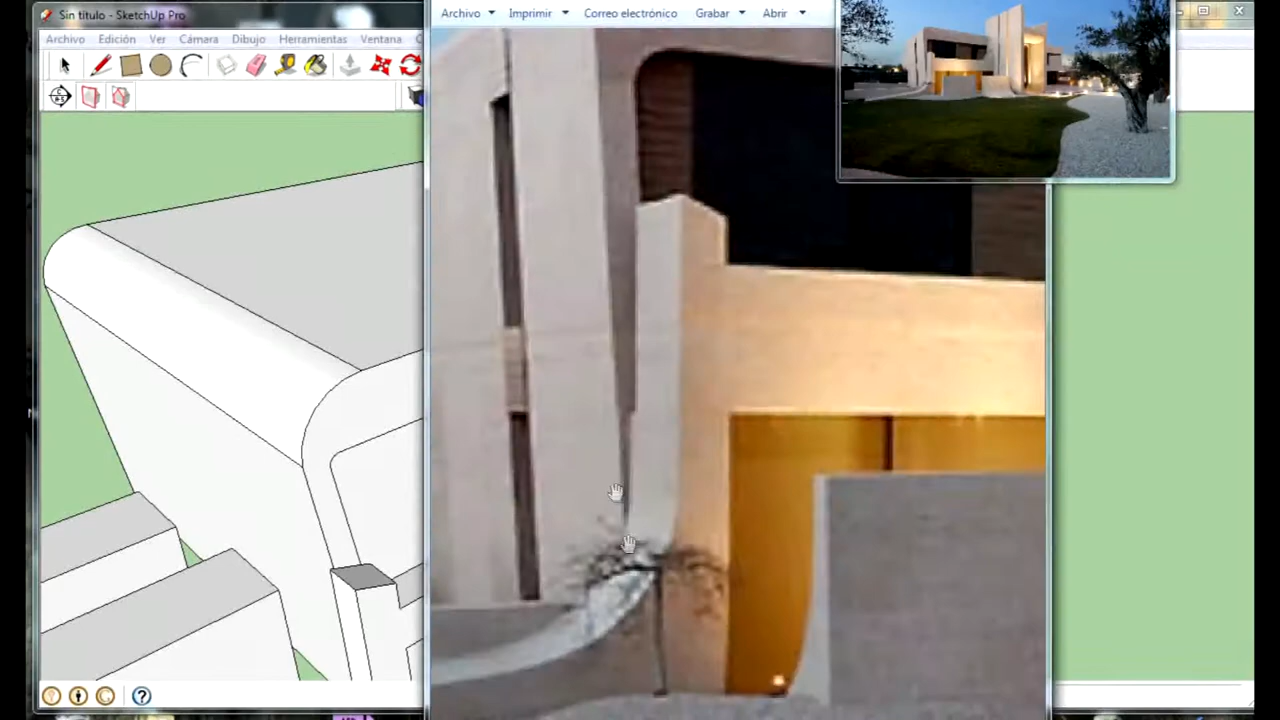 Sin título - SketchUp Pro
Archivo Edición Ver Cámara Dibujo Herramientas Ventana
Archivo Imprimir Correo electrónico Grabar Abrir